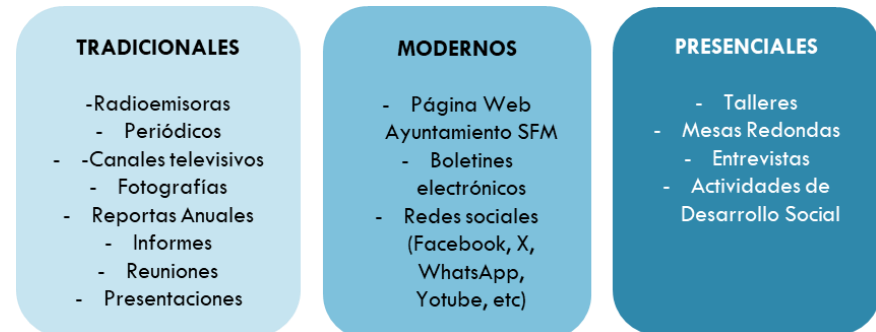 TRADICIONALES
-Radioemisoras
- Periódicos
- -Canales televisivos
- Fotografías
- Reportas Anuales
- Informes
- Reuniones
- Presentaciones
MODERNOS
- Página Web
Ayuntamiento SFM
- Boletines
electrónicos
- Redes sociales
(Facebook, X,
WhatsApp,
Yotube, etc)
PRESENCIALES
- Talleres
- Mesas Redondas
- Entrevistas
- Actividades de
Desarrollo Social